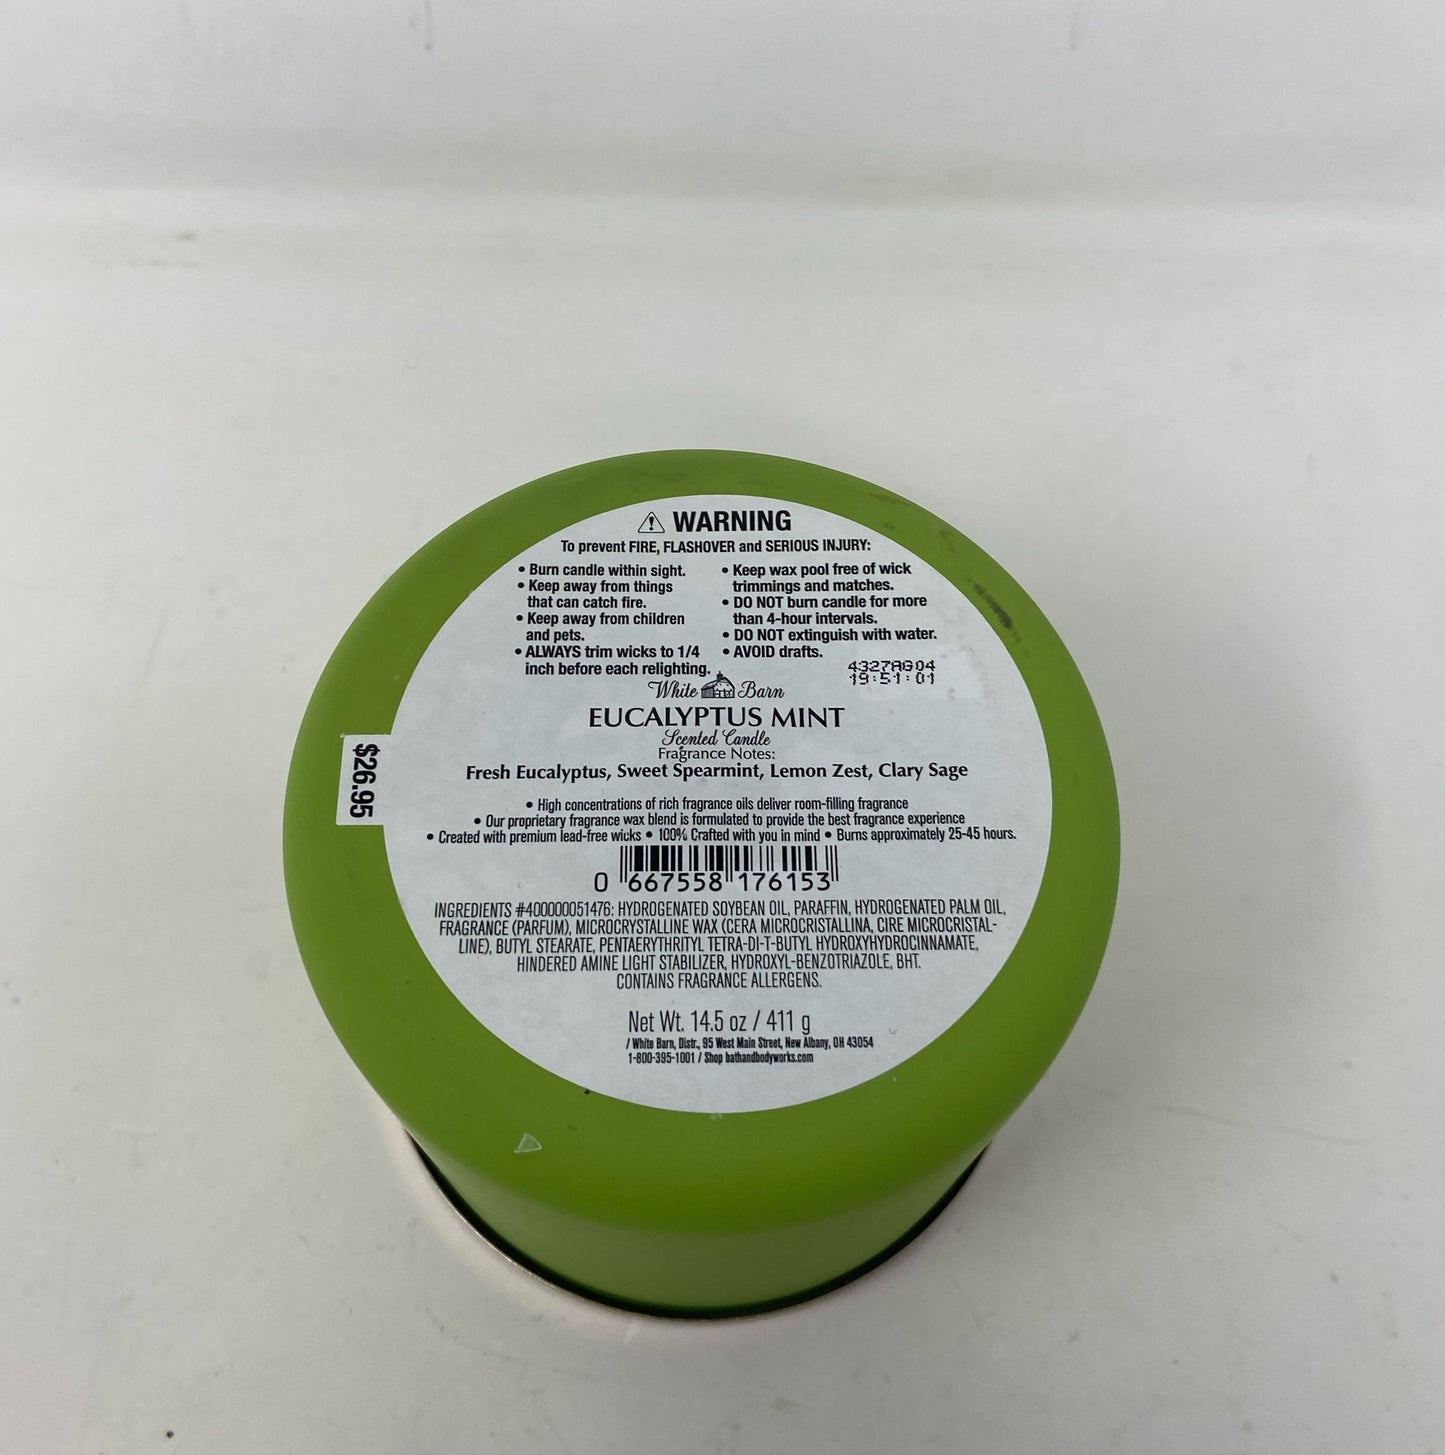 ⚠ WARNING
To prevent FIRE, FLASHOVER and SERIOUS INJURY:
• Burn candle within sight.
• Keep away from things
that can catch fire.
• Keep away from children
and pets.
• ALWAYS trim wicks to 1/4
inch before each relighting.
• Keep wax pool free of wick
trimmings and matches.
• DO NOT burn candle for more
than 4-hour intervals.
• DO NOT extinguish with water.
• AVOID drafts.
4327AG04
19:51:01
White Barn
EUCALYPTUS MINT
Scented Candle
Fragrance Notes:
Fresh Eucalyptus, Sweet Spearmint, Lemon Zest, Clary Sage
$26.95
• High concentrations of rich fragrance oils deliver room-filling fragrance
• Our proprietary fragrance wax blend is formulated to provide the best fragrance experience
• Created with premium lead-free wicks • 100% Crafted with you in mind • Burns approximately 25-45 hours.
0 667558 176153
INGREDIENTS #400000051476: HYDROGENATED SOYBEAN OIL, PARAFFIN, HYDROGENATED PALM OIL,
FRAGRANCE (PARFUM), MICROCRYSTALLINE WAX (CERA MICROCRISTALLINA, CIRE MICROCRISTAL-
LINE), BUTYL STEARATE, PENTAERYTHRITYL TETRA-DI-T-BUTYL HYDROXYHYDROCINNAMATE,
HINDERED AMINE LIGHT STABILIZER, HYDROXYL-BENZOTRIAZOLE, BHT.
CONTAINS FRAGRANCE ALLERGENS.
Net Wt. 14.5 oz / 411 g
/ White Barn, Distr., 95 West Main Street, New Albany, OH 43054
1-800-395-1001 / Shop bathandbodyworks.com